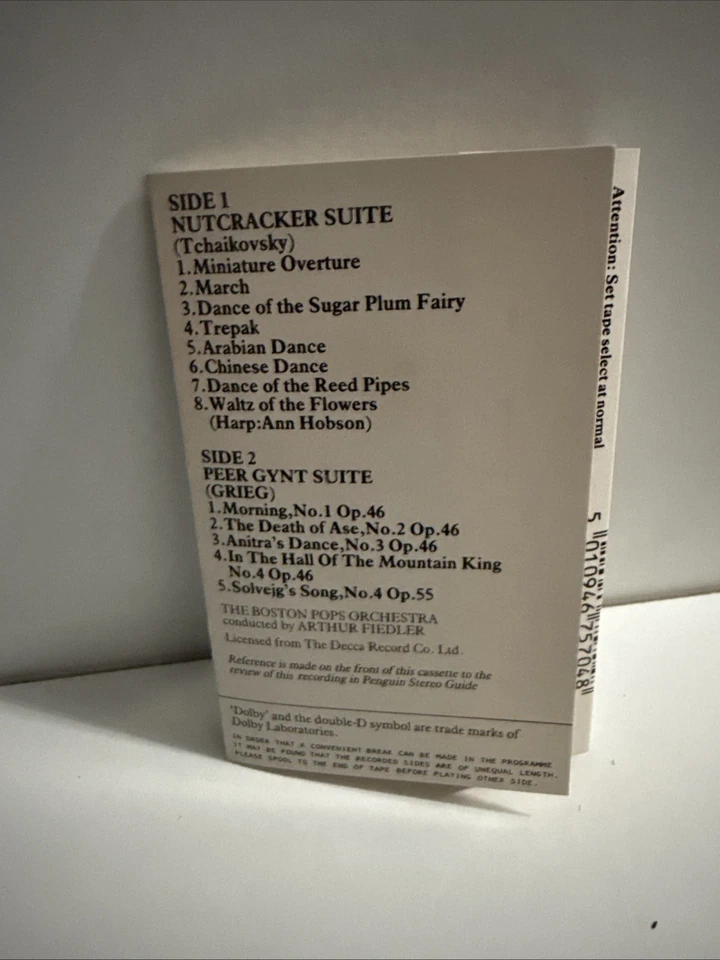 SIDE 1
NUTCRACKER SUITE
(Tchaikovsky)
1.Miniature Overture
2.March
3.Dance of the Sugar Plum Fairy
4.Trepak
5.Arabian Dance
6.Chinese Dance
7.Dance of the Reed Pipes
8.Waltz of the Flowers
(Harp:Ann Hobson)
SIDE 2
PEER GYNT SUITE
(GRIEG)
1.Morning,No.1 Op.46
2.The Death of Ase,No.2 Op.46
3.Anitra's Dance,No.3 Op.46
4.In The Hall Of The Mountain King
No.4 Op.46
5.Solvejg's Song,No.4 Op.55
THE BOSTON POPS ORCHESTRA
conducted by ARTHUR FIEDLER
Licensed from The Decca Record Co. Ltd.
Reference is made on the front of this cassette to the
review of this recording in Penguin Stereo Guide
'Dolby' and the double-D symbol are trade marks of
Dolby Laboratories.
IN ORDER THAT A CONVENIENT BREAK CAN BE MADE IN THE PROGRAMME
IT MAY BE FOUND THAT THE RECORDED SIDES ARE OF UNEQUAL LENGTH.
PLEASE SPOOL TO THE END OF TAPE BEFORE PLAYING OTHER SIDE.
Attention: Set tape select at normal
5 010946 757048